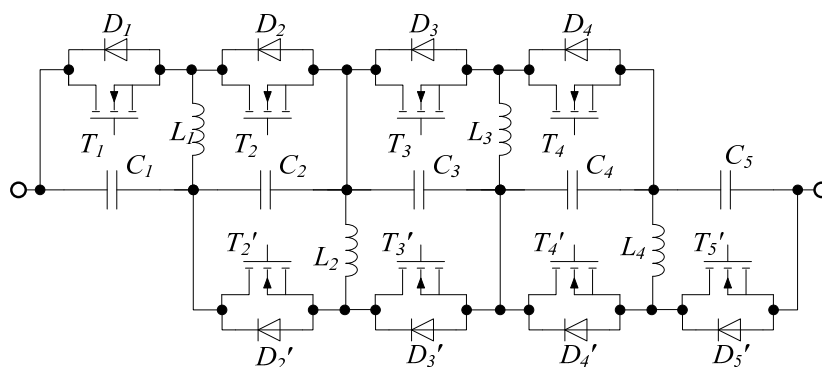 D₁ D₂ D₃ D₄
T₁ L₁ T₂ T₃ L₃ T₄
C₁ C₂ C₃ C₄ C₅
T₂′ L₂ T₃′ T₄′ L₄ T₅′
D₂′ D₃′ D₄′ D₅′